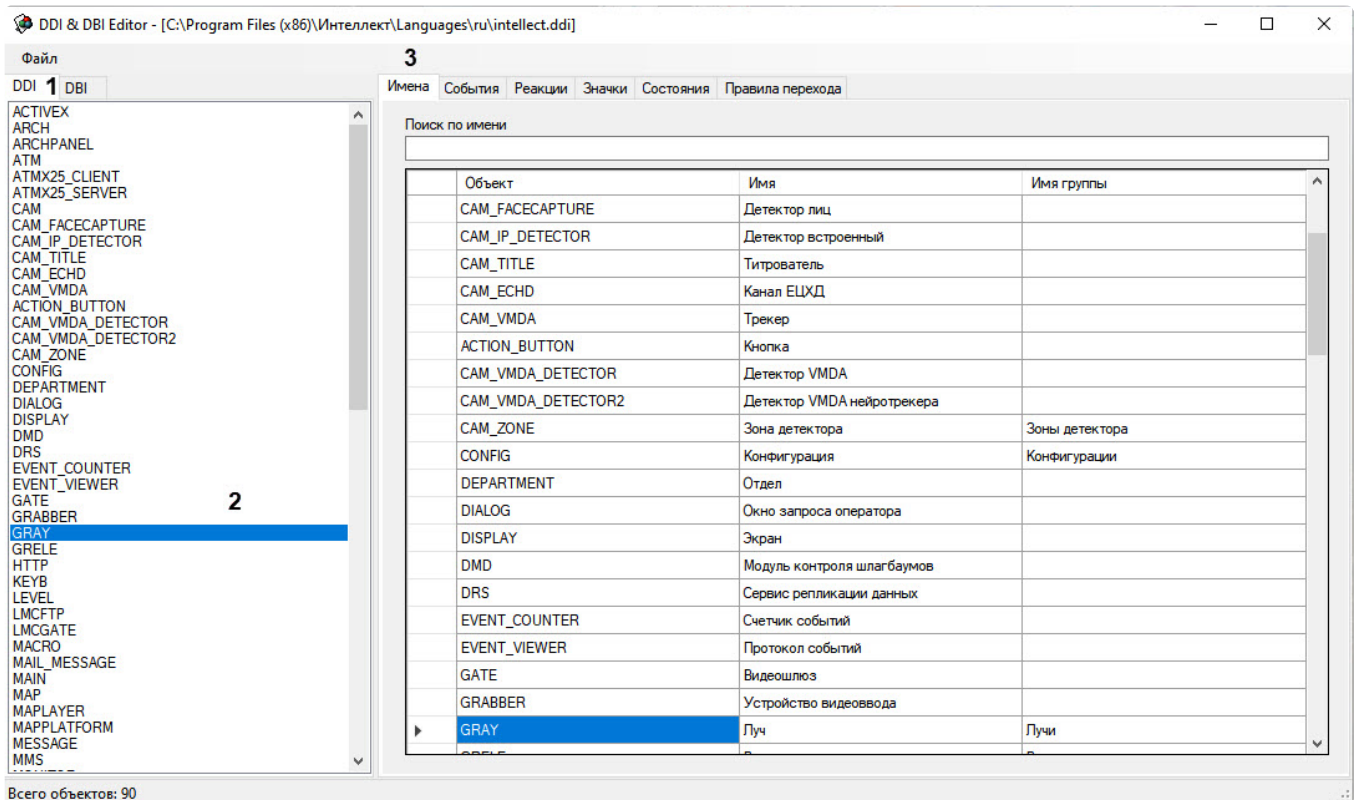 DDI & DBI Editor - [C:\Program Files (x86)\Интеллект\Languages\ru\intellect.ddi]
Файл
3
DDI 1 DBI
Имена События Реакции Значки Состояния Правила перехода
ACTIVEX
ARCH
ARCHPANEL
ATM
ATMX25_CLIENT
ATMX25_SERVER
CAM
CAM_FACECAPTURE
CAM_IP_DETECTOR
CAM_TITLE
CAM_ECHD
CAM_VMDA
ACTION_BUTTON
CAM_VMDA_DETECTOR
CAM_VMDA_DETECTOR2
CAM_ZONE
CONFIG
DEPARTMENT
DIALOG
DISPLAY
DMD
DRS
EVENT_COUNTER
EVENT_VIEWER
GATE
2
GRABBER
GRAY
GRELE
HTTP
KEYB
LEVEL
LMCFTP
LMCGATE
MACRO
MAIL_MESSAGE
MAIN
MAP
MAPLAYER
MAPPLATFORM
MESSAGE
MMS
Поиск по имени
Объект Имя Имя группы
CAM_FACECAPTURE Детектор лиц
CAM_IP_DETECTOR Детектор встроенный
CAM_TITLE Титрователь
CAM_ECHD Канал ЕЦХД
CAM_VMDA Трекер
ACTION_BUTTON Кнопка
CAM_VMDA_DETECTOR Детектор VMDA
CAM_VMDA_DETECTOR2 Детектор VMDA нейротрекера
CAM_ZONE Зона детектора Зоны детектора
CONFIG Конфигурация Конфигурации
DEPARTMENT Отдел
DIALOG Окно запроса оператора
DISPLAY Экран
DMD Модуль контроля шлагбаумов
DRS Сервис репликации данных
EVENT_COUNTER Счетчик событий
EVENT_VIEWER Протокол событий
GATE Видеошлюз
GRABBER Устройство видеоввода
GRAY Луч Лучи
Всего объектов: 90